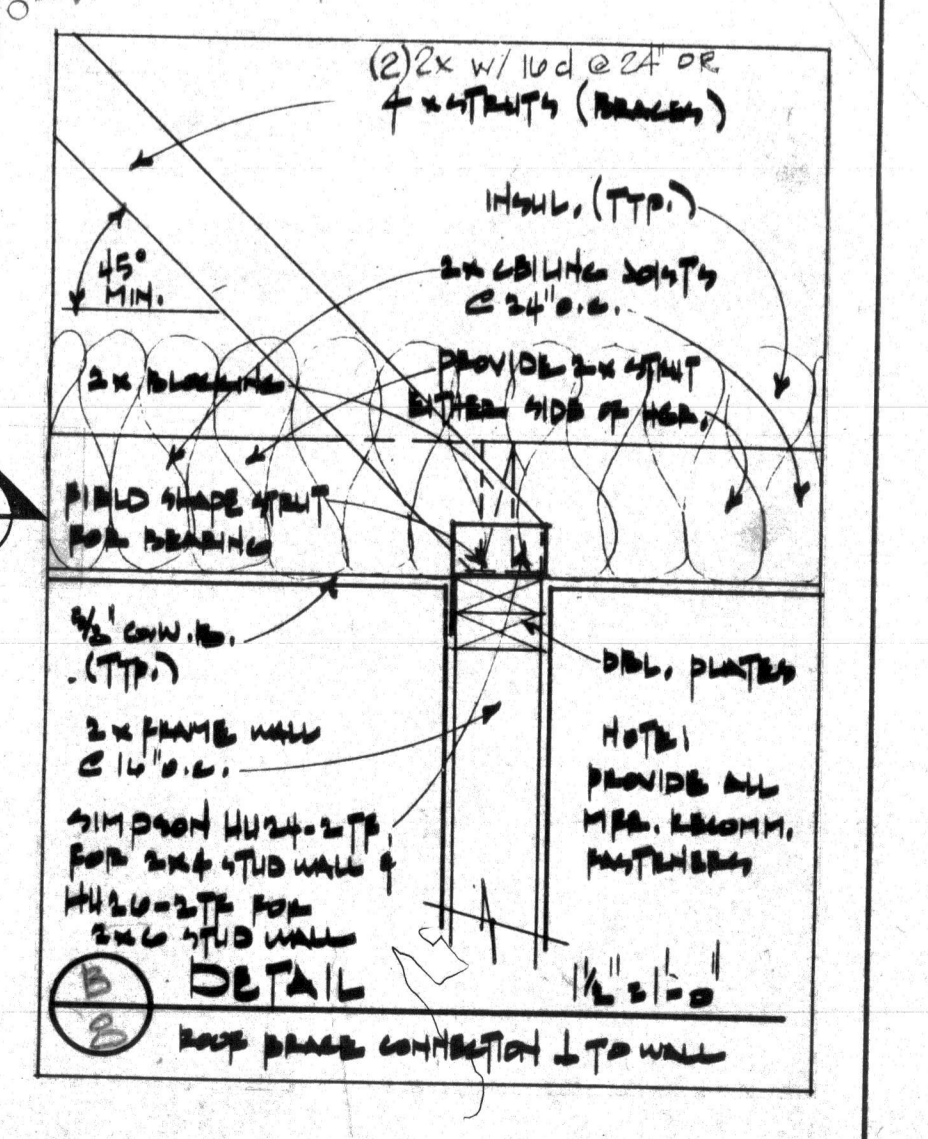 (2) 2x w/ 16d @ 24" OR
4 x STRUTS (BRACES)
INSUL. (TYP.)
45°
MIN.
2x CEILING JOISTS
@ 24" O.C.
2x BLOCKING
PROVIDE 2x STRUT
EITHER SIDE OF HGR.
FIELD SHAPE STRUT
FOR BEARING
GYP. BD.
(TYP.)
DBL. PLATES
2x FRAME WALL
@ 16" O.C.
NOTE:
PROVIDE ALL
MFR. RECOMM.
FASTENERS
SIMPSON HU24-2TF
FOR 2x4 STUD WALL &
HU26-2TF FOR
2x6 STUD WALL
B
8
DETAIL
1 1/2" = 1'-0"
ROOF BRACE CONNECTION ⊥ TO WALL